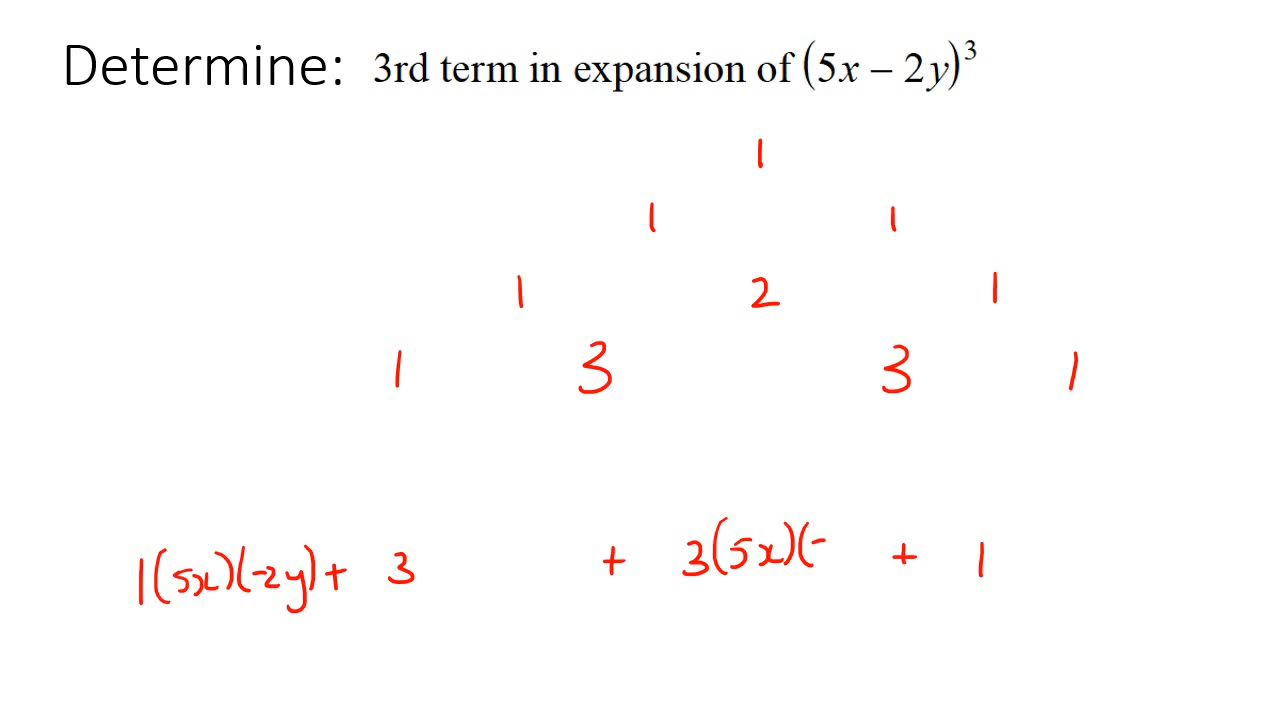 Determine: 3rd term in expansion of (5x − 2y)³
1
1 1
1 2 1
1 3 3 1
1(5x)(-2y) + 3 + 3(5x)(- + 1